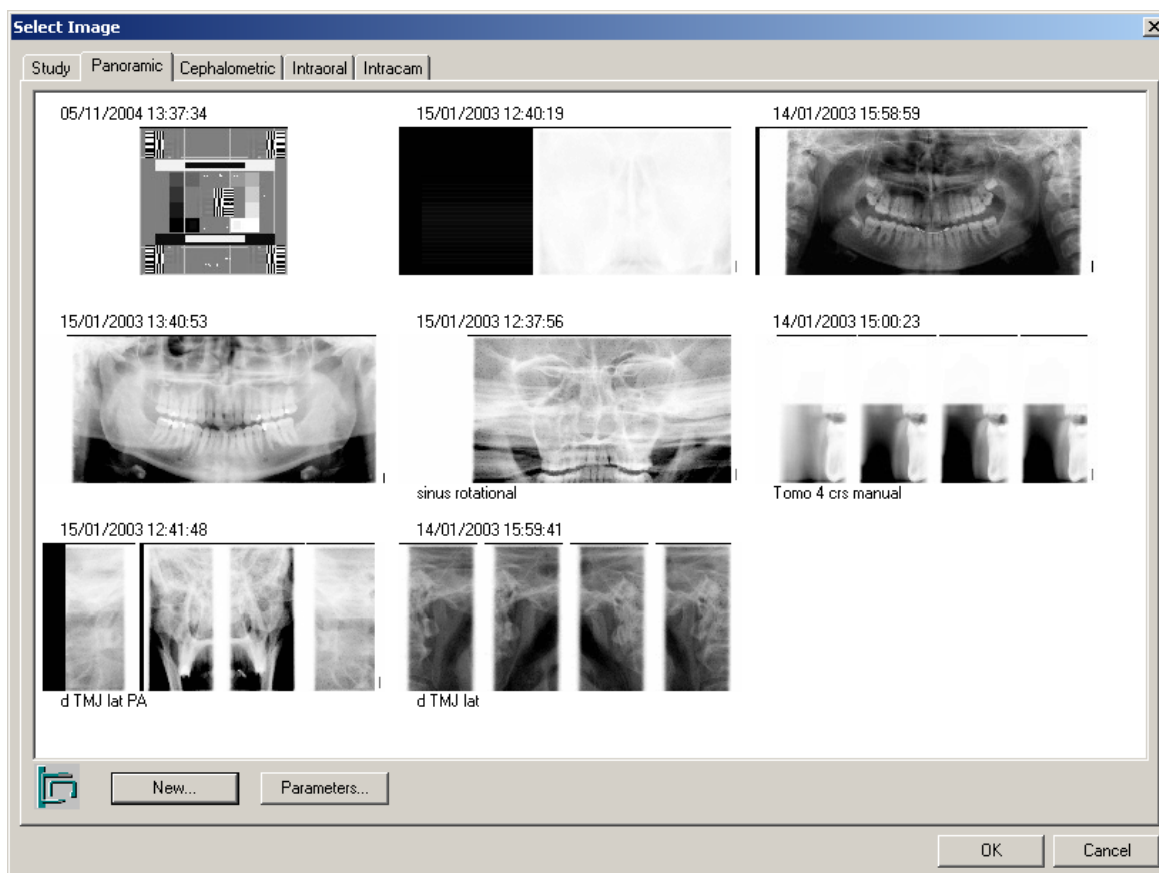 Select Image
Study Panoramic Cephalometric Intraoral Intracam
05/11/2004 13:37:34 15/01/2003 12:40:19 14/01/2003 15:58:59
15/01/2003 13:40:53 15/01/2003 12:37:56 14/01/2003 15:00:23
sinus rotational Tomo 4 crs manual
15/01/2003 12:41:48 14/01/2003 15:59:41
d TMJ lat PA d TMJ lat
New... Parameters...
OK Cancel